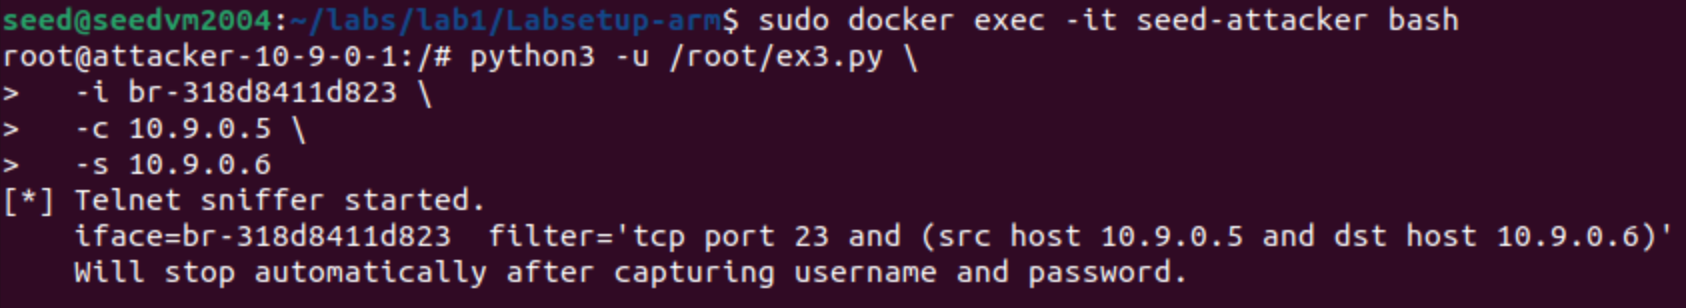 seed@seedvm2004:~/labs/lab1/Labsetup-arm$ sudo docker exec -it seed-attacker bash
root@attacker-10-9-0-1:/# python3 -u /root/ex3.py \
>   -i br-318d8411d823 \
>   -c 10.9.0.5 \
>   -s 10.9.0.6
[*] Telnet sniffer started.
    iface=br-318d8411d823  filter='tcp port 23 and (src host 10.9.0.5 and dst host 10.9.0.6)'
    Will stop automatically after capturing username and password.